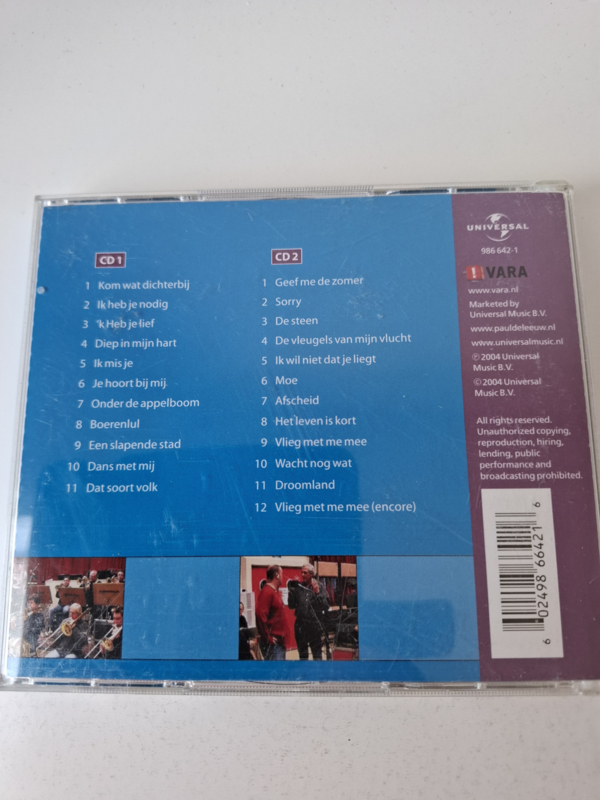 CD 1
1 Kom wat dichterbij
2 Ik heb je nodig
3 'k Heb je lief
4 Diep in mijn hart
5 Ik mis je
6 Je hoort bij mij
7 Onder de appelboom
8 Boerenlul
9 Een slapende stad
10 Dans met mij
11 Dat soort volk
CD 2
1 Geef me de zomer
2 Sorry
3 De steen
4 De vleugels van mijn vlucht
5 Ik wil niet dat je liegt
6 Moe
7 Afscheid
8 Het leven is kort
9 Vlieg met me mee
10 Wacht nog wat
11 Droomland
12 Vlieg met me mee (encore)
UNIVERSAL
986 642-1
VARA
www.vara.nl
Marketed by
Universal Music B.V.
www.pauldeleeuw.nl
www.universalmusic.nl
℗ 2004 Universal
Music B.V.
© 2004 Universal
Music B.V.
All rights reserved.
Unauthorized copying,
reproduction, hiring,
lending, public
performance and
broadcasting prohibited.
6 02498 66421 6